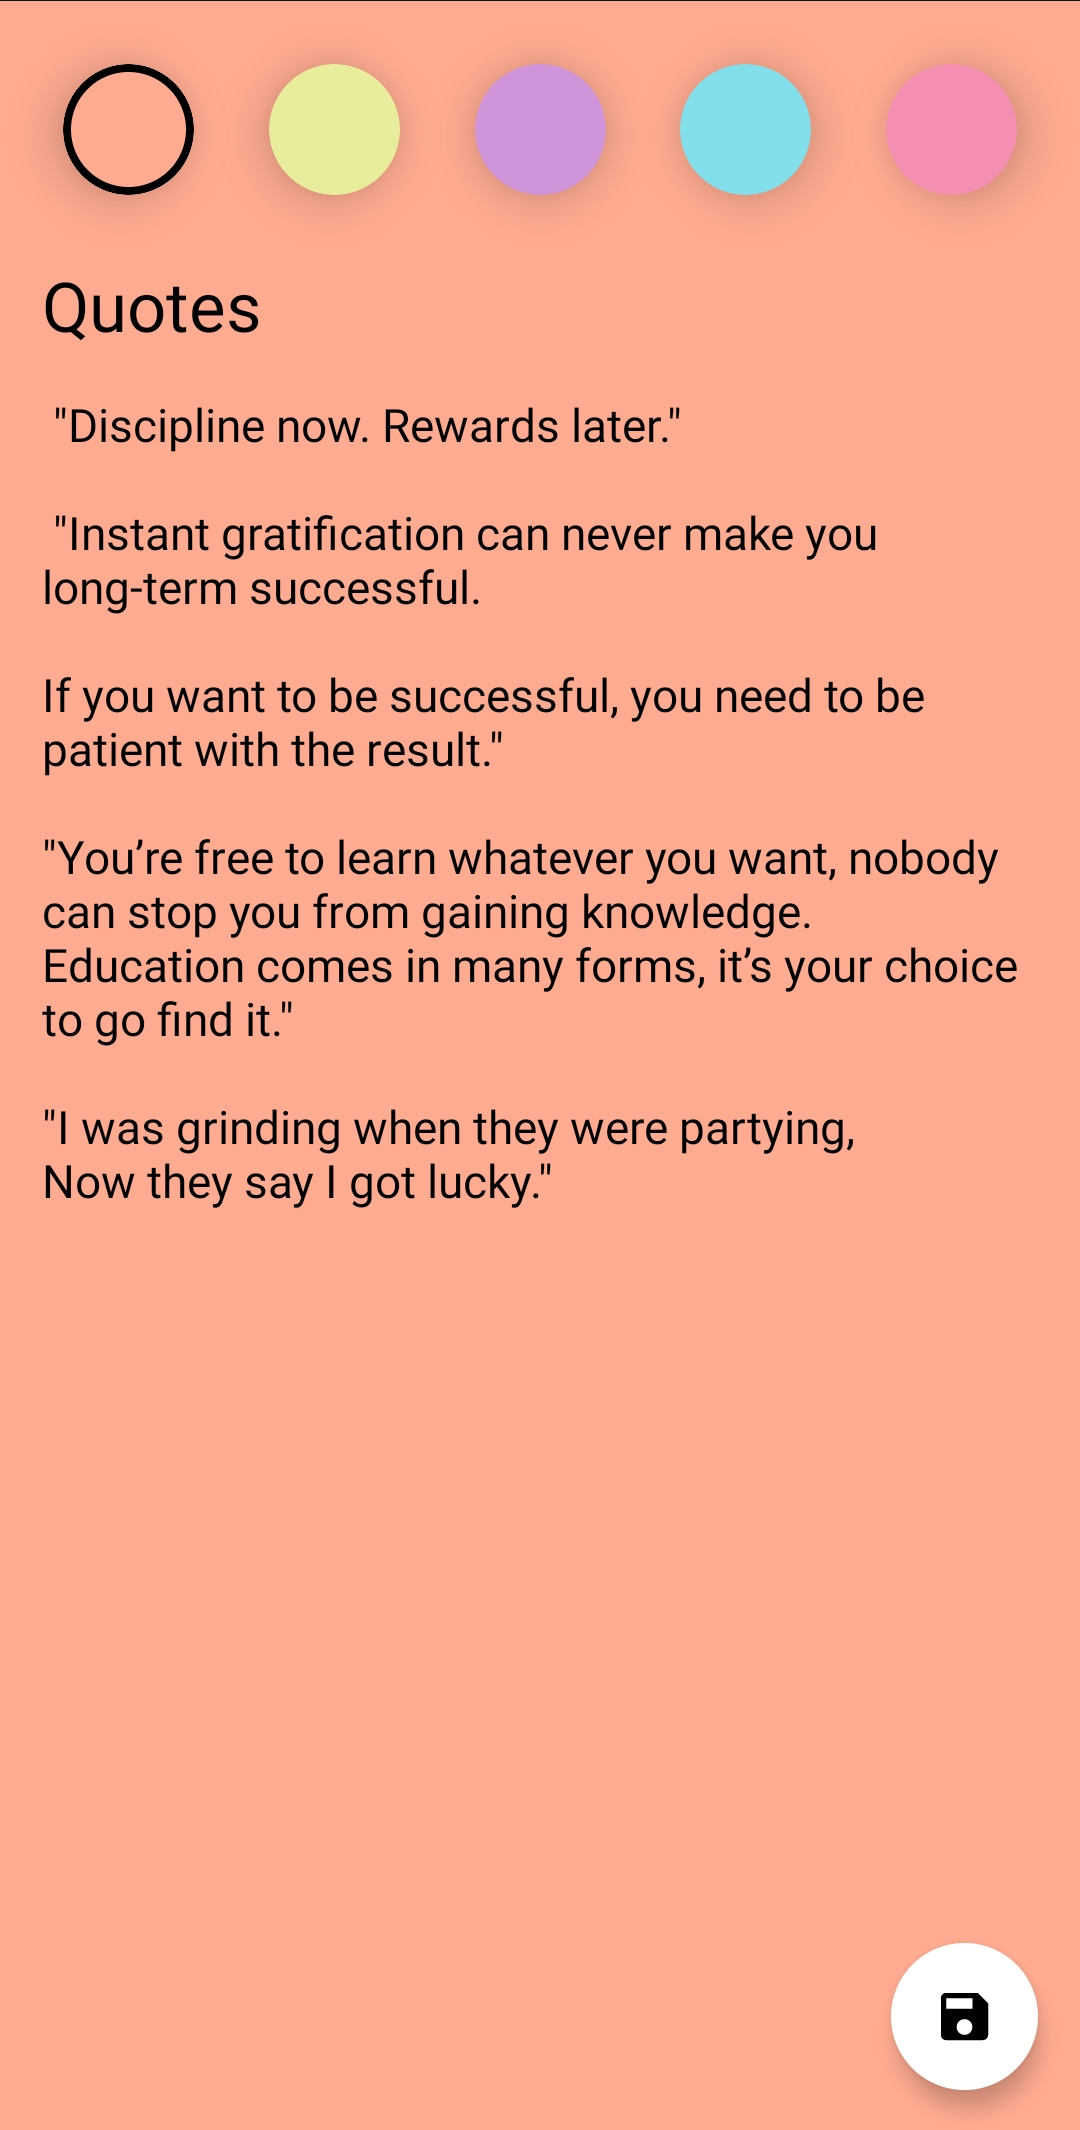 Quotes
"Discipline now. Rewards later."
"Instant gratification can never make you
long-term successful.
If you want to be successful, you need to be
patient with the result."
"You’re free to learn whatever you want, nobody
can stop you from gaining knowledge.
Education comes in many forms, it’s your choice
to go find it."
"I was grinding when they were partying,
Now they say I got lucky."